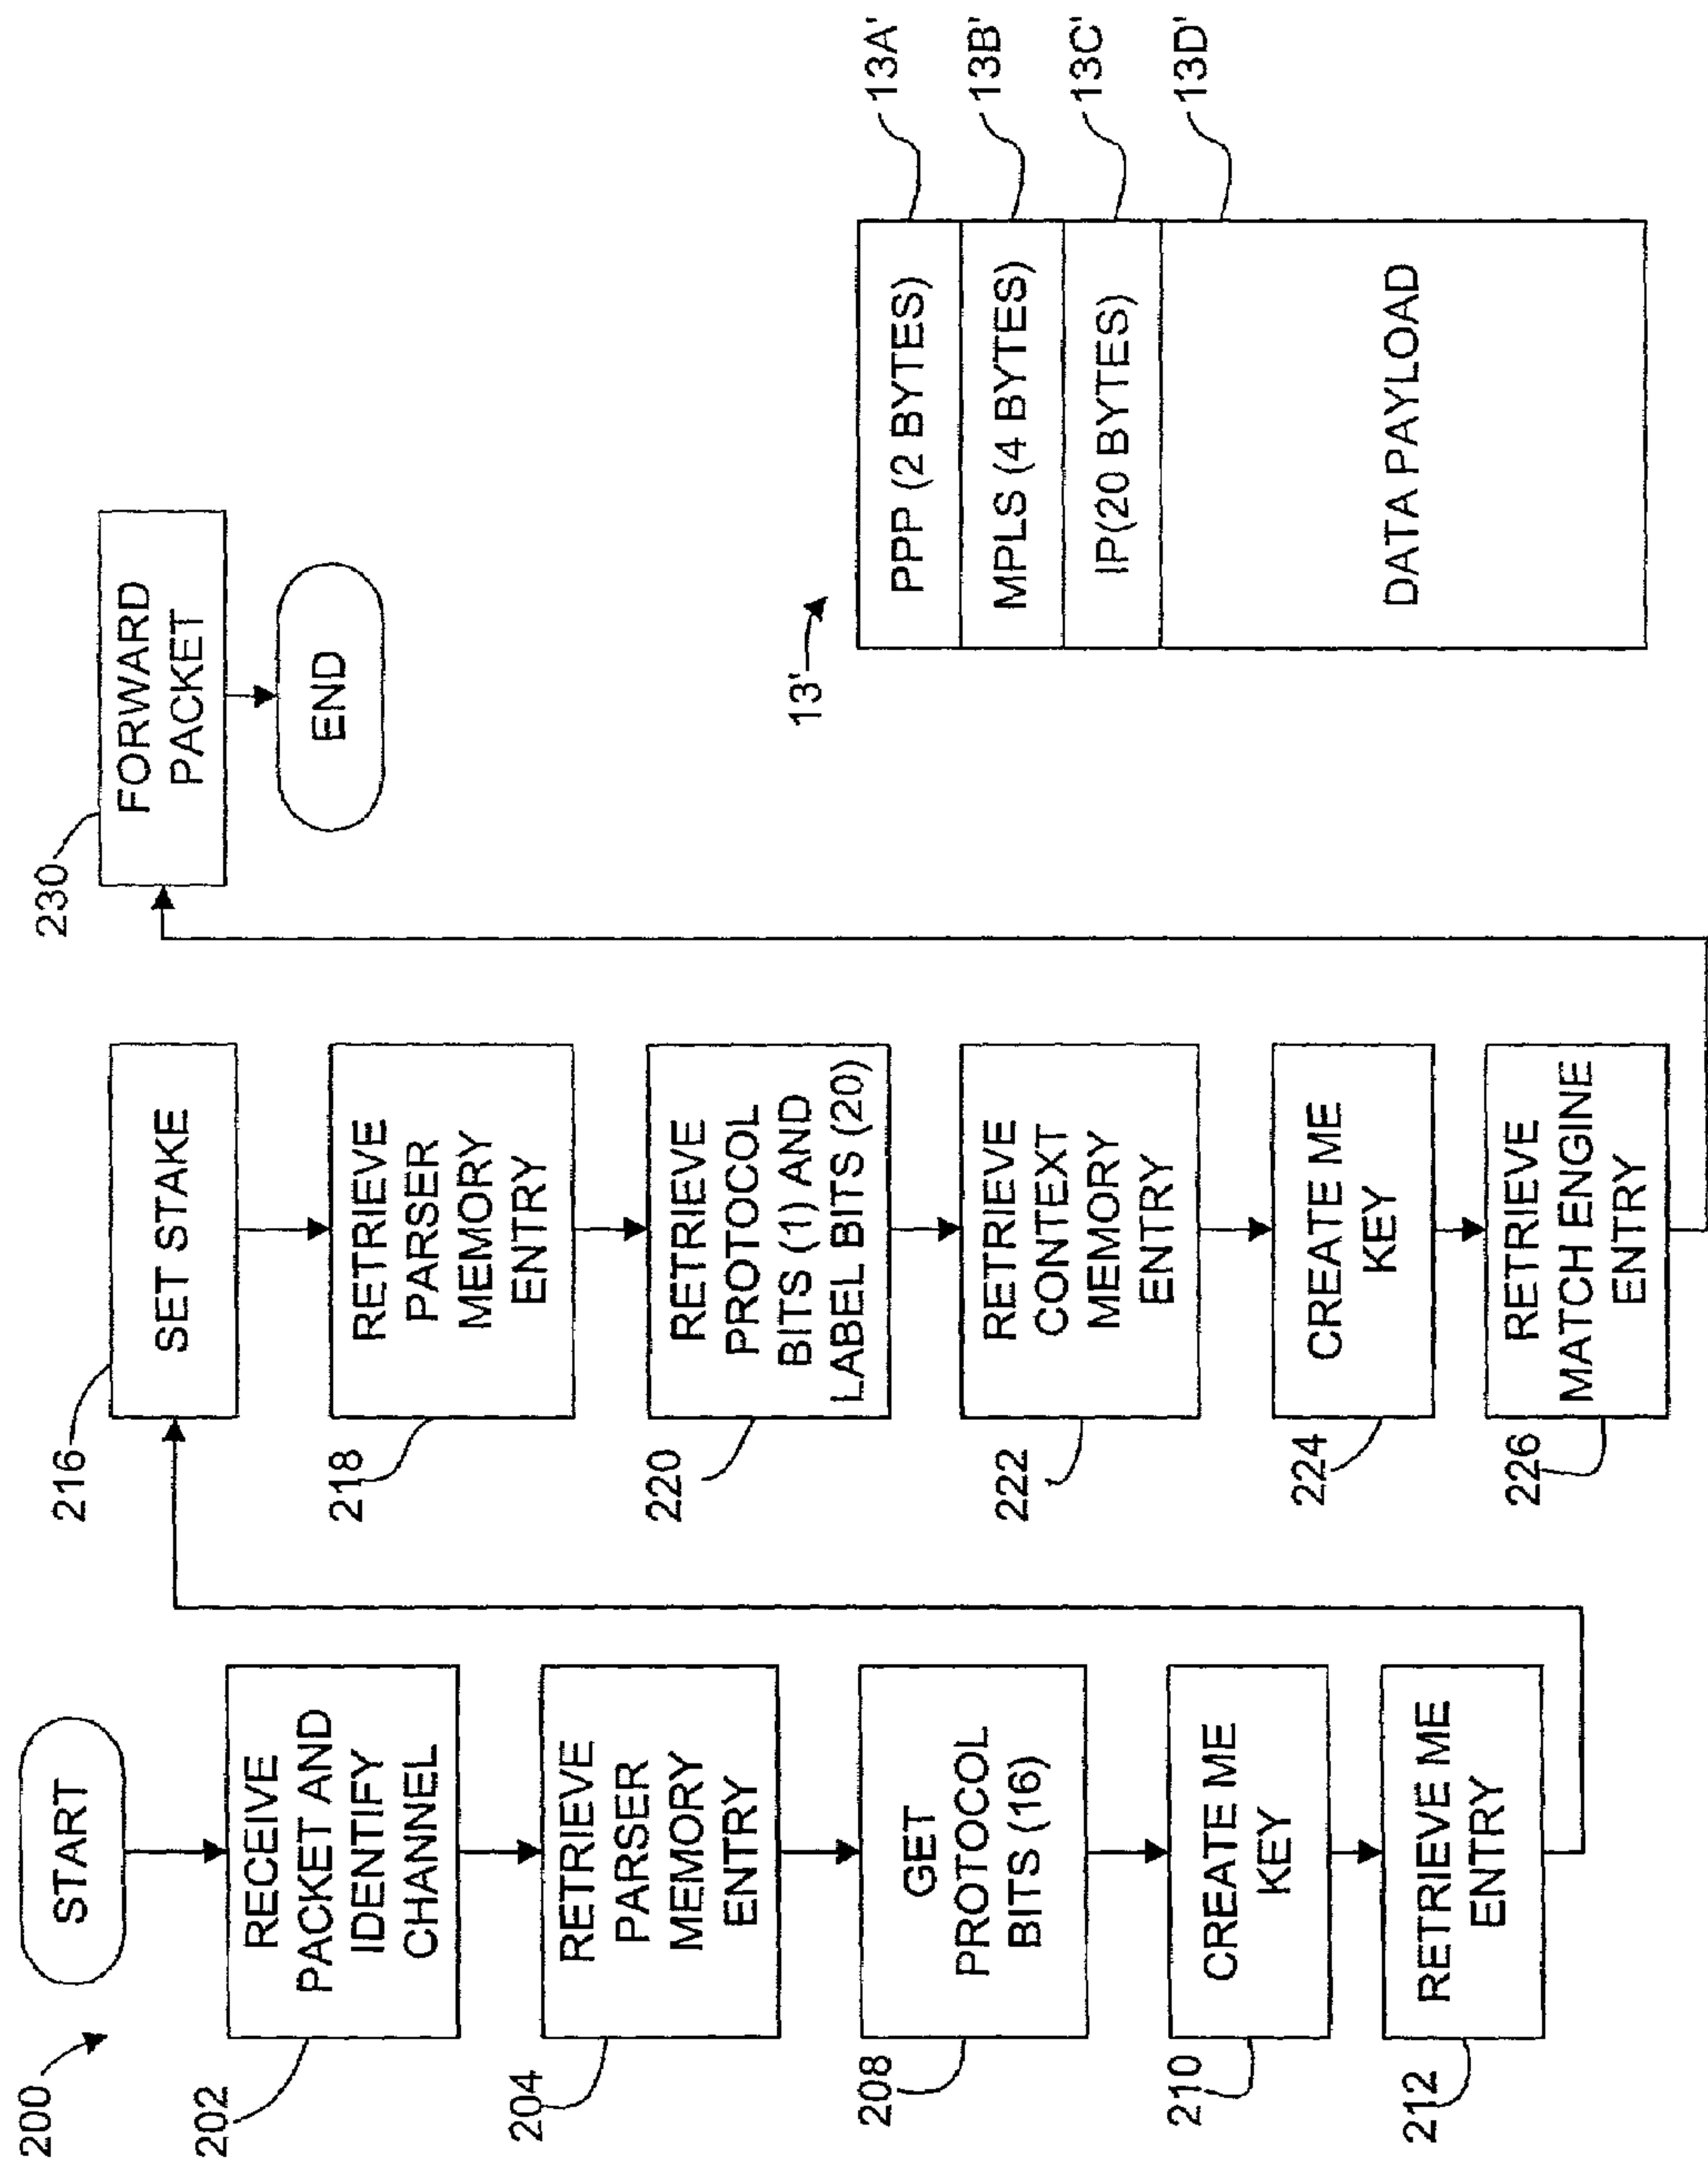 200
START
202
RECEIVE
PACKET AND
IDENTIFY
CHANNEL
204
RETRIEVE
PARSER
MEMORY
ENTRY
208
GET
PROTOCOL
BITS (16)
210
CREATE ME
KEY
212
RETRIEVE ME
ENTRY
216
SET STAKE
218
RETRIEVE
PARSER
MEMORY
ENTRY
220
RETRIEVE
PROTOCOL
BITS (1) AND
LABEL BITS (20)
222
RETRIEVE
CONTEXT
MEMORY
ENTRY
224
CREATE ME
KEY
226
RETRIEVE
MATCH ENGINE
ENTRY
230
FORWARD
PACKET
END
13'
PPP (2 BYTES)
13A'
MPLS (4 BYTES)
13B'
IP(20 BYTES)
13C'
DATA PAYLOAD
13D'